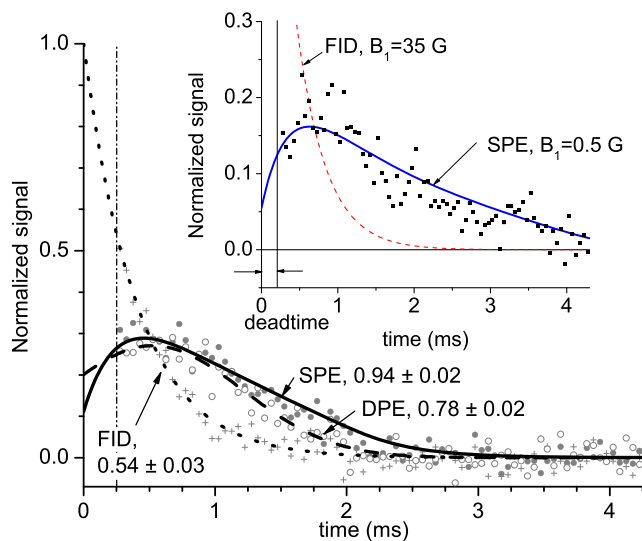 0.3
FID, B1=35 G
0.2
Normalized signal
SPE, B1=0.5 G
0.1
0.0
0 1 2 3 4
deadtime
time (ms)
1.0
Normalized signal
0.5
SPE, 0.94 ± 0.02
DPE, 0.78 ± 0.02
FID,
0.54 ± 0.03
0.0
0 1 2 3 4
time (ms)